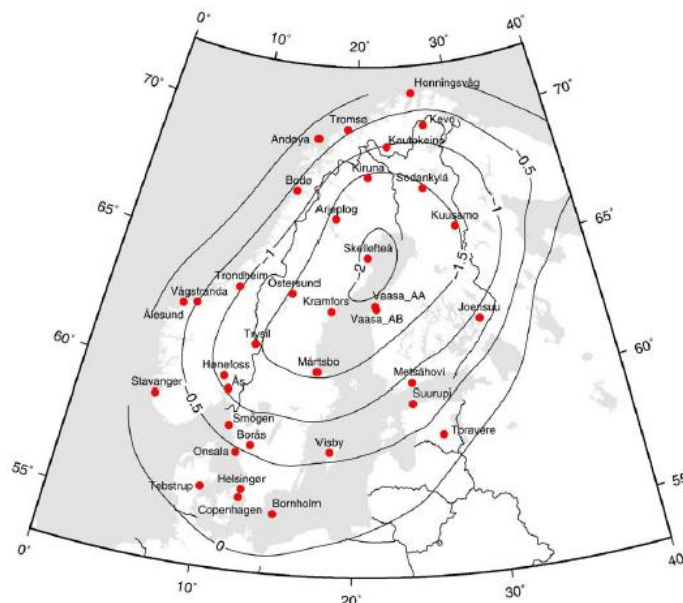 0°
10°
20°
30°
40°
70°
70°
Honningsvåg
Tromsø
Kevo
Andøya
Kautokeino
−0.5
Kiruna
Bodø
Sodankylä
−1
65°
Arjeplog
Kuusamo
65°
−1
Skellefteå
−1.5
−2
Trondheim
Östersund
Vågstranda
Kramfors
Vaasa_AA
Ålesund
Vaasa_AB
Joensuu
Trysil
60°
60°
Hønefoss
Mårtsbo
Metsähovi
Stavanger
Ås
Suurupi
−0.5
Smögen
Borås
Toravere
Onsala
Visby
55°
Tebstrup
Helsingør
55°
Copenhagen
Bornholm
0
0°
10°
20°
30°
40°